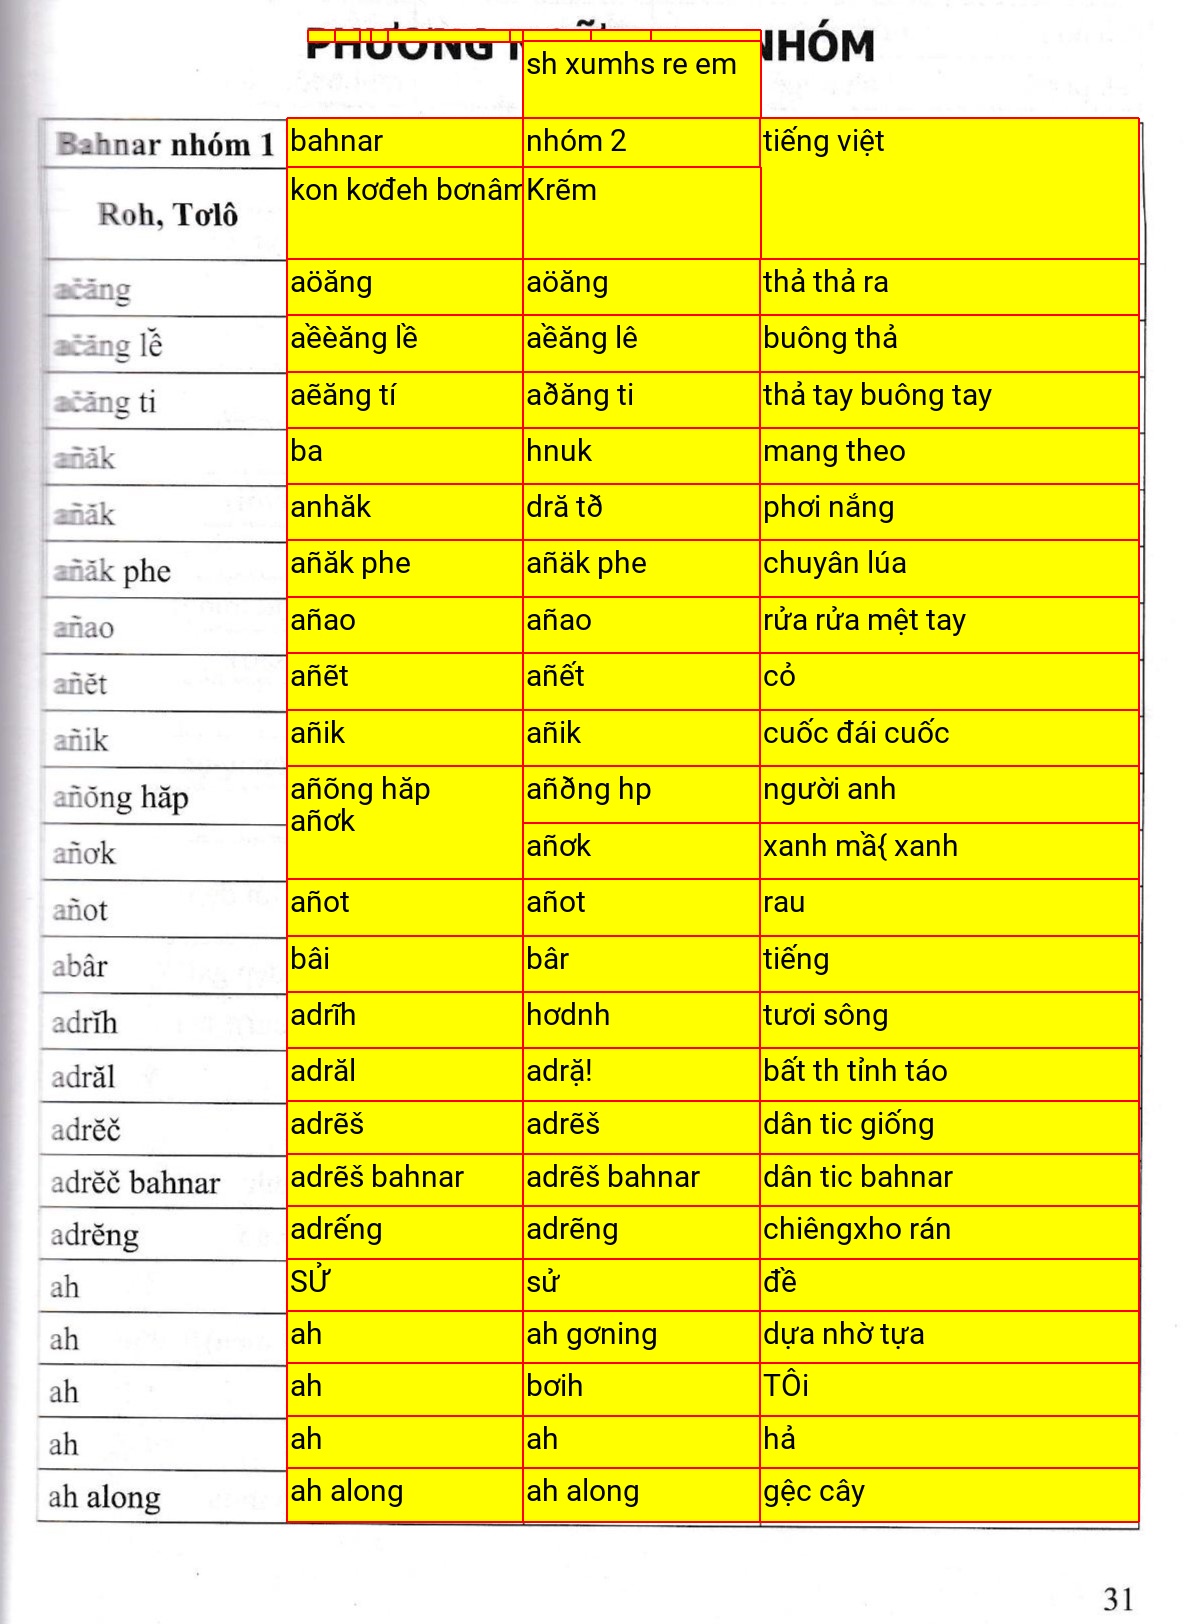 PHƯƠNG NHÓM
sh xumhs re em
Bahnar nhóm 1 bahnar nhóm 2 tiếng việt
Roh, Tơlô kon kơđeh bơnâm Krẽm
ačăng aöăng aöăng thả thả ra
ačăng lĕ̂ aềèăng lề aềăng lê buông thả
ačăng ti aẽăng tí aðăng ti thả tay buông tay
añăk ba hnuk mang theo
añăk anhăk dră tð phơi nắng
añăk phe añăk phe añäk phe chuyân lúa
añao añao añao rửa rửa mệt tay
añĕt añẽt añết cỏ
añik añik añik cuốc đái cuốc
añŏng hăp añõng hăp añðng hp người anh
añơk añơk añơk xanh mầ{ xanh
añot añot añot rau
abâr bâi bâr tiếng
adrĭh adrĩh hơdnh tươi sông
adrăl adrăl adrặ! bất th tỉnh táo
adrĕč adrẽš adrẽš dân tic giống
adrĕč bahnar adrẽš bahnar adrẽš bahnar dân tic bahnar
adrĕng adrếng adrẽng chiêngxho rán
ah SỬ sử đề
ah ah ah gơning dựa nhờ tựa
ah ah bơih TÔi
ah ah ah hả
ah along ah along ah along gệc cây
31